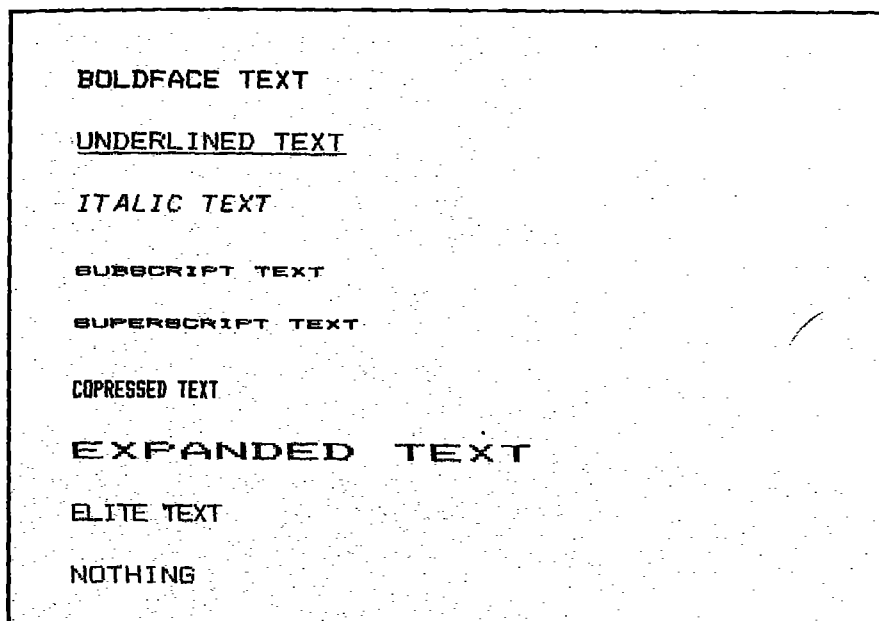 BOLDFACE TEXT
UNDERLINED TEXT
ITALIC TEXT
SUBSCRIPT TEXT
SUPERSCRIPT TEXT
COPRESSED TEXT
EXPANDED TEXT
ELITE TEXT
NOTHING